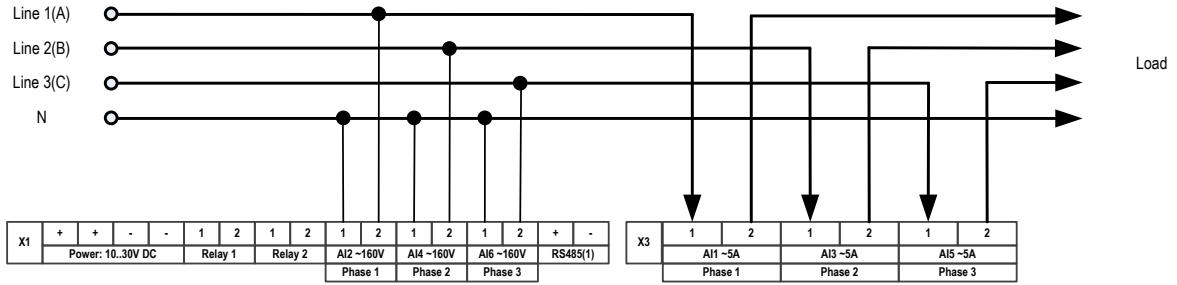 Line 1(A)
Line 2(B)
Line 3(C)
N
Load
X1 + + - - 1 2 1 2 1 2 1 2 1 2 + -
Power: 10..30V DC Relay 1 Relay 2 AI2 ~160V AI4 ~160V AI6 ~160V RS485(1)
Phase 1 Phase 2 Phase 3
X3 1 2 1 2 1 2
AI1 ~5A AI3 ~5A AI5 ~5A
Phase 1 Phase 2 Phase 3